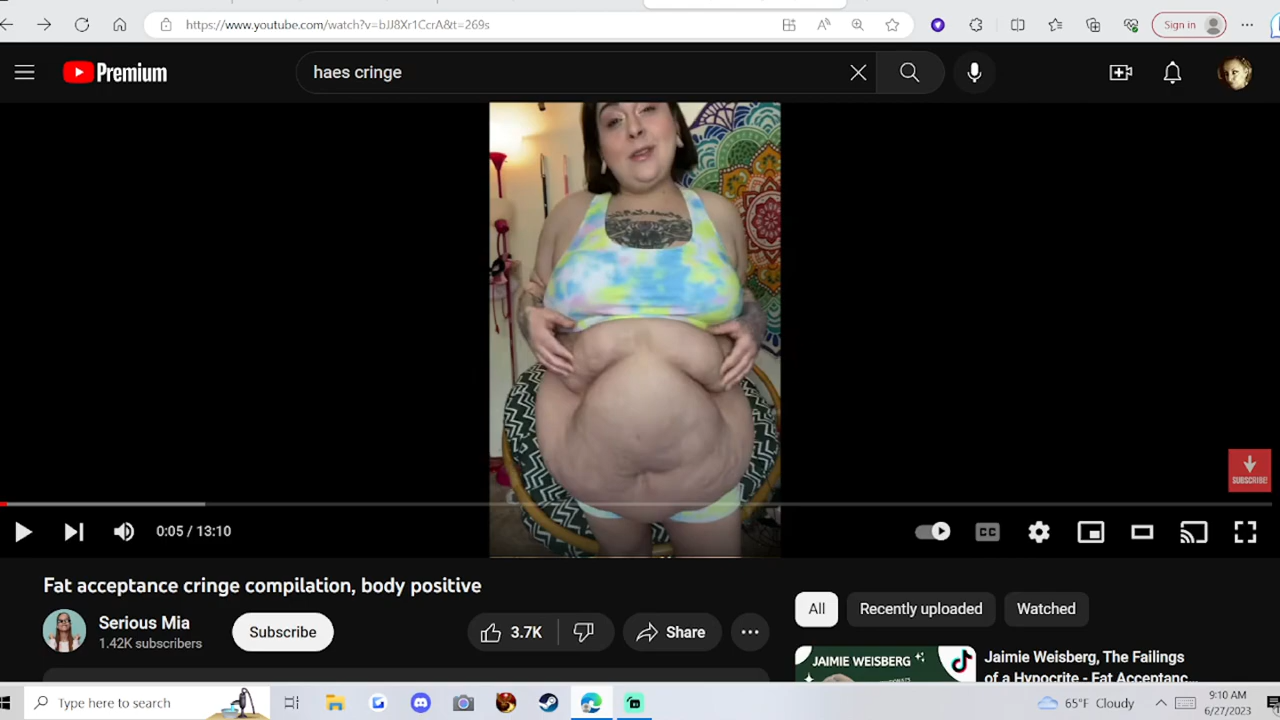 https://www.youtube.com/watch?v=bJJ8Xr1CcrA&t=269s
Sign in
Premium
haes cringe
SUBSCRIBE!
0:05 / 13:10
CC
Fat acceptance cringe compilation, body positive
Serious Mia
1.42K subscribers
Subscribe
3.7K
Share
All
Recently uploaded
Watched
JAIMIE WEISBERG
Jaimie Weisberg, The Failings
of a Hypocrite - Fat Acceptanc...
Type here to search
65°F Cloudy
9:10 AM
6/27/2023